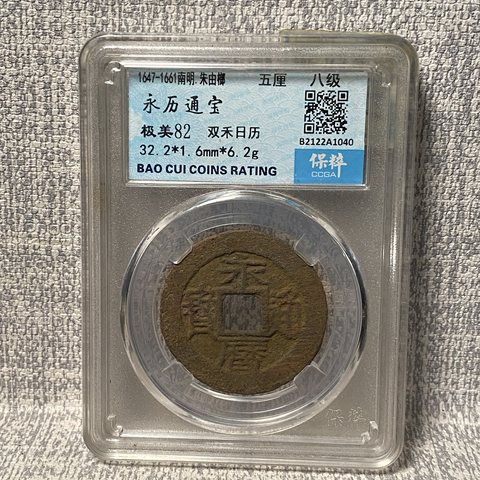 1647-1661南明.朱由榔 五厘 八级
永历通宝
极美82 双禾日历
32.2*1.6mm*6.2g
BAO CUI COINS RATING
B2122A1040
保粹
CCGA
永曆通寶
保粹